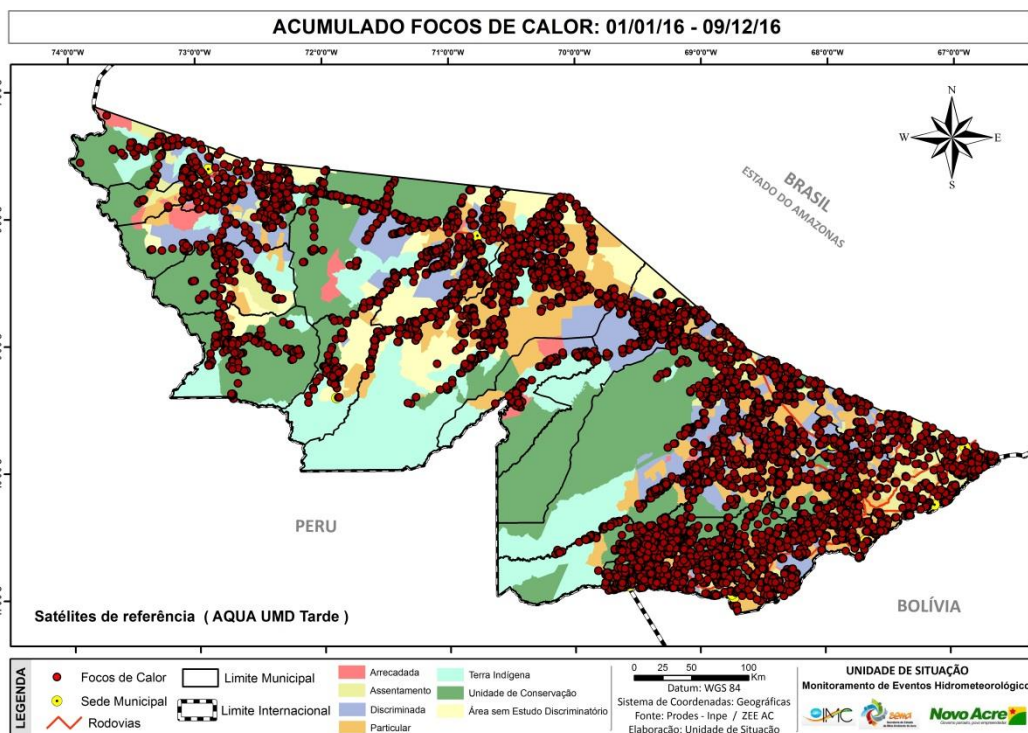 ACUMULADO FOCOS DE CALOR: 01/01/16 - 09/12/16
74°0'0"W 73°0'0"W 72°0'0"W 71°0'0"W 70°0'0"W 69°0'0"W 68°0'0"W 67°0'0"W
N
W E
S
BRASIL
ESTADO DO AMAZONAS
PERU
BOLÍVIA
Satélites de referência ( AQUA UMD Tarde )
LEGENDA
Focos de Calor
Sede Municipal
Rodovias
Limite Municipal
Limite Internacional
Arrecadada
Assentamento
Discriminada
Particular
Terra Indígena
Unidade de Conservação
Área sem Estudo Discriminatório
0 25 50 100
Km
Datum: WGS 84
Sistema de Coordenadas: Geográficas
Fonte: Prodes - Inpe / ZEE AC
Elaboração: Unidade de Situação
UNIDADE DE SITUAÇÃO
Monitoramento de Eventos Hidrometeorológico
IMC
Sema
Novo Acre